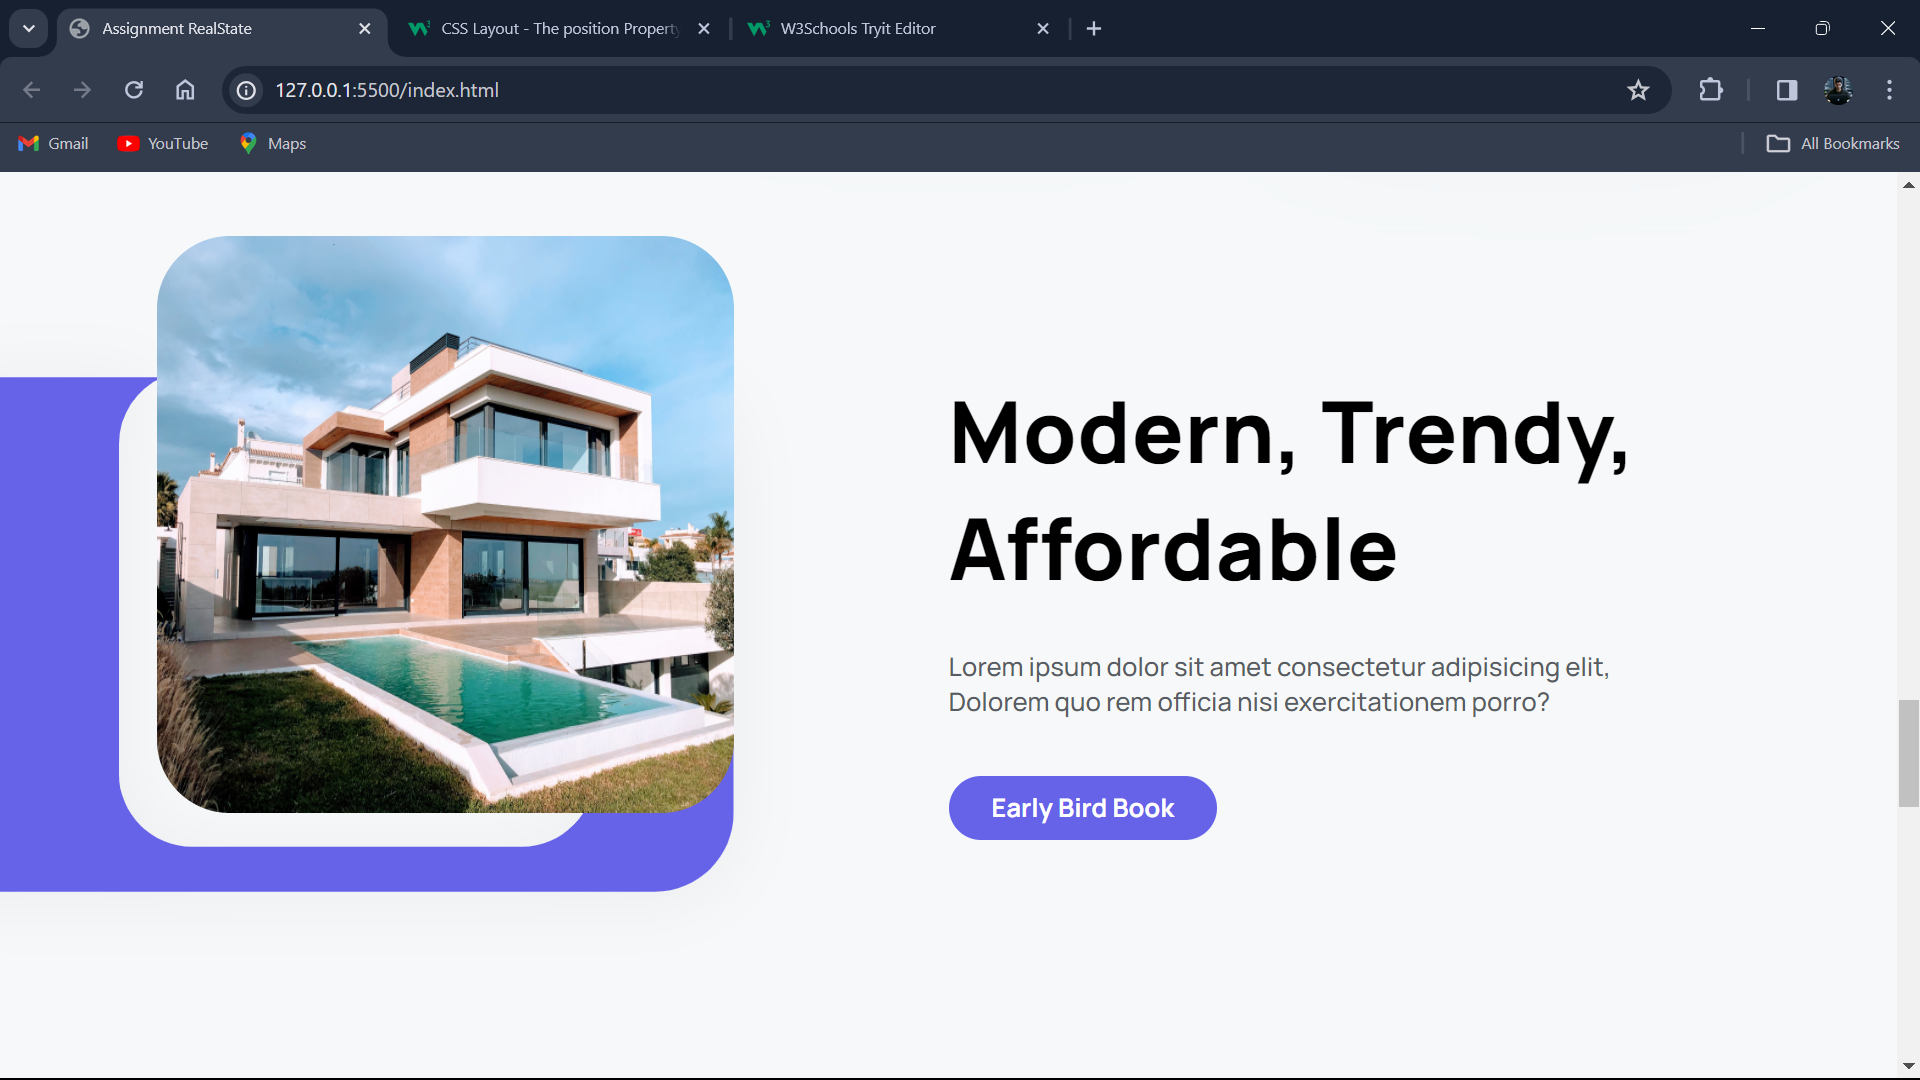 Assignment RealState
CSS Layout - The position Property
W3Schools Tryit Editor
127.0.0.1:5500/index.html
Gmail
YouTube
Maps
All Bookmarks
Modern, Trendy,
Affordable
Lorem ipsum dolor sit amet consectetur adipisicing elit,
Dolorem quo rem officia nisi exercitationem porro?
Early Bird Book